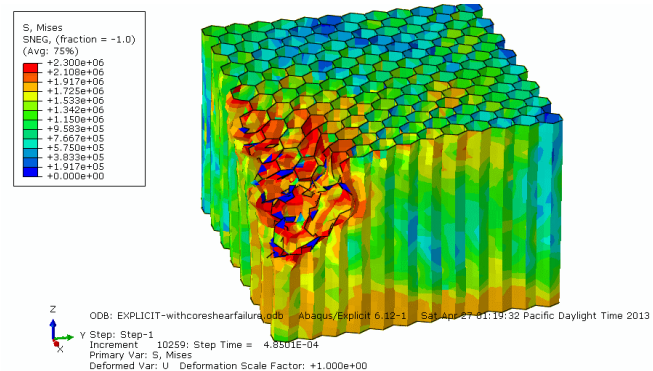 S, Mises
SNEG, (fraction = -1.0)
(Avg: 75%)
+2.300e+06
+2.108e+06
+1.917e+06
+1.725e+06
+1.533e+06
+1.342e+06
+1.150e+06
+9.583e+05
+7.667e+05
+5.750e+05
+3.833e+05
+1.917e+05
+0.000e+00
Z
Y
X
ODB: EXPLICIT-withcoreshearfailure.odb Abaqus/Explicit 6.12-1 Sat Apr 27 01:19:32 Pacific Daylight Time 2013
Step: Step-1
Increment 10259: Step Time = 4.8501E-04
Primary Var: S, Mises
Deformed Var: U Deformation Scale Factor: +1.000e+00